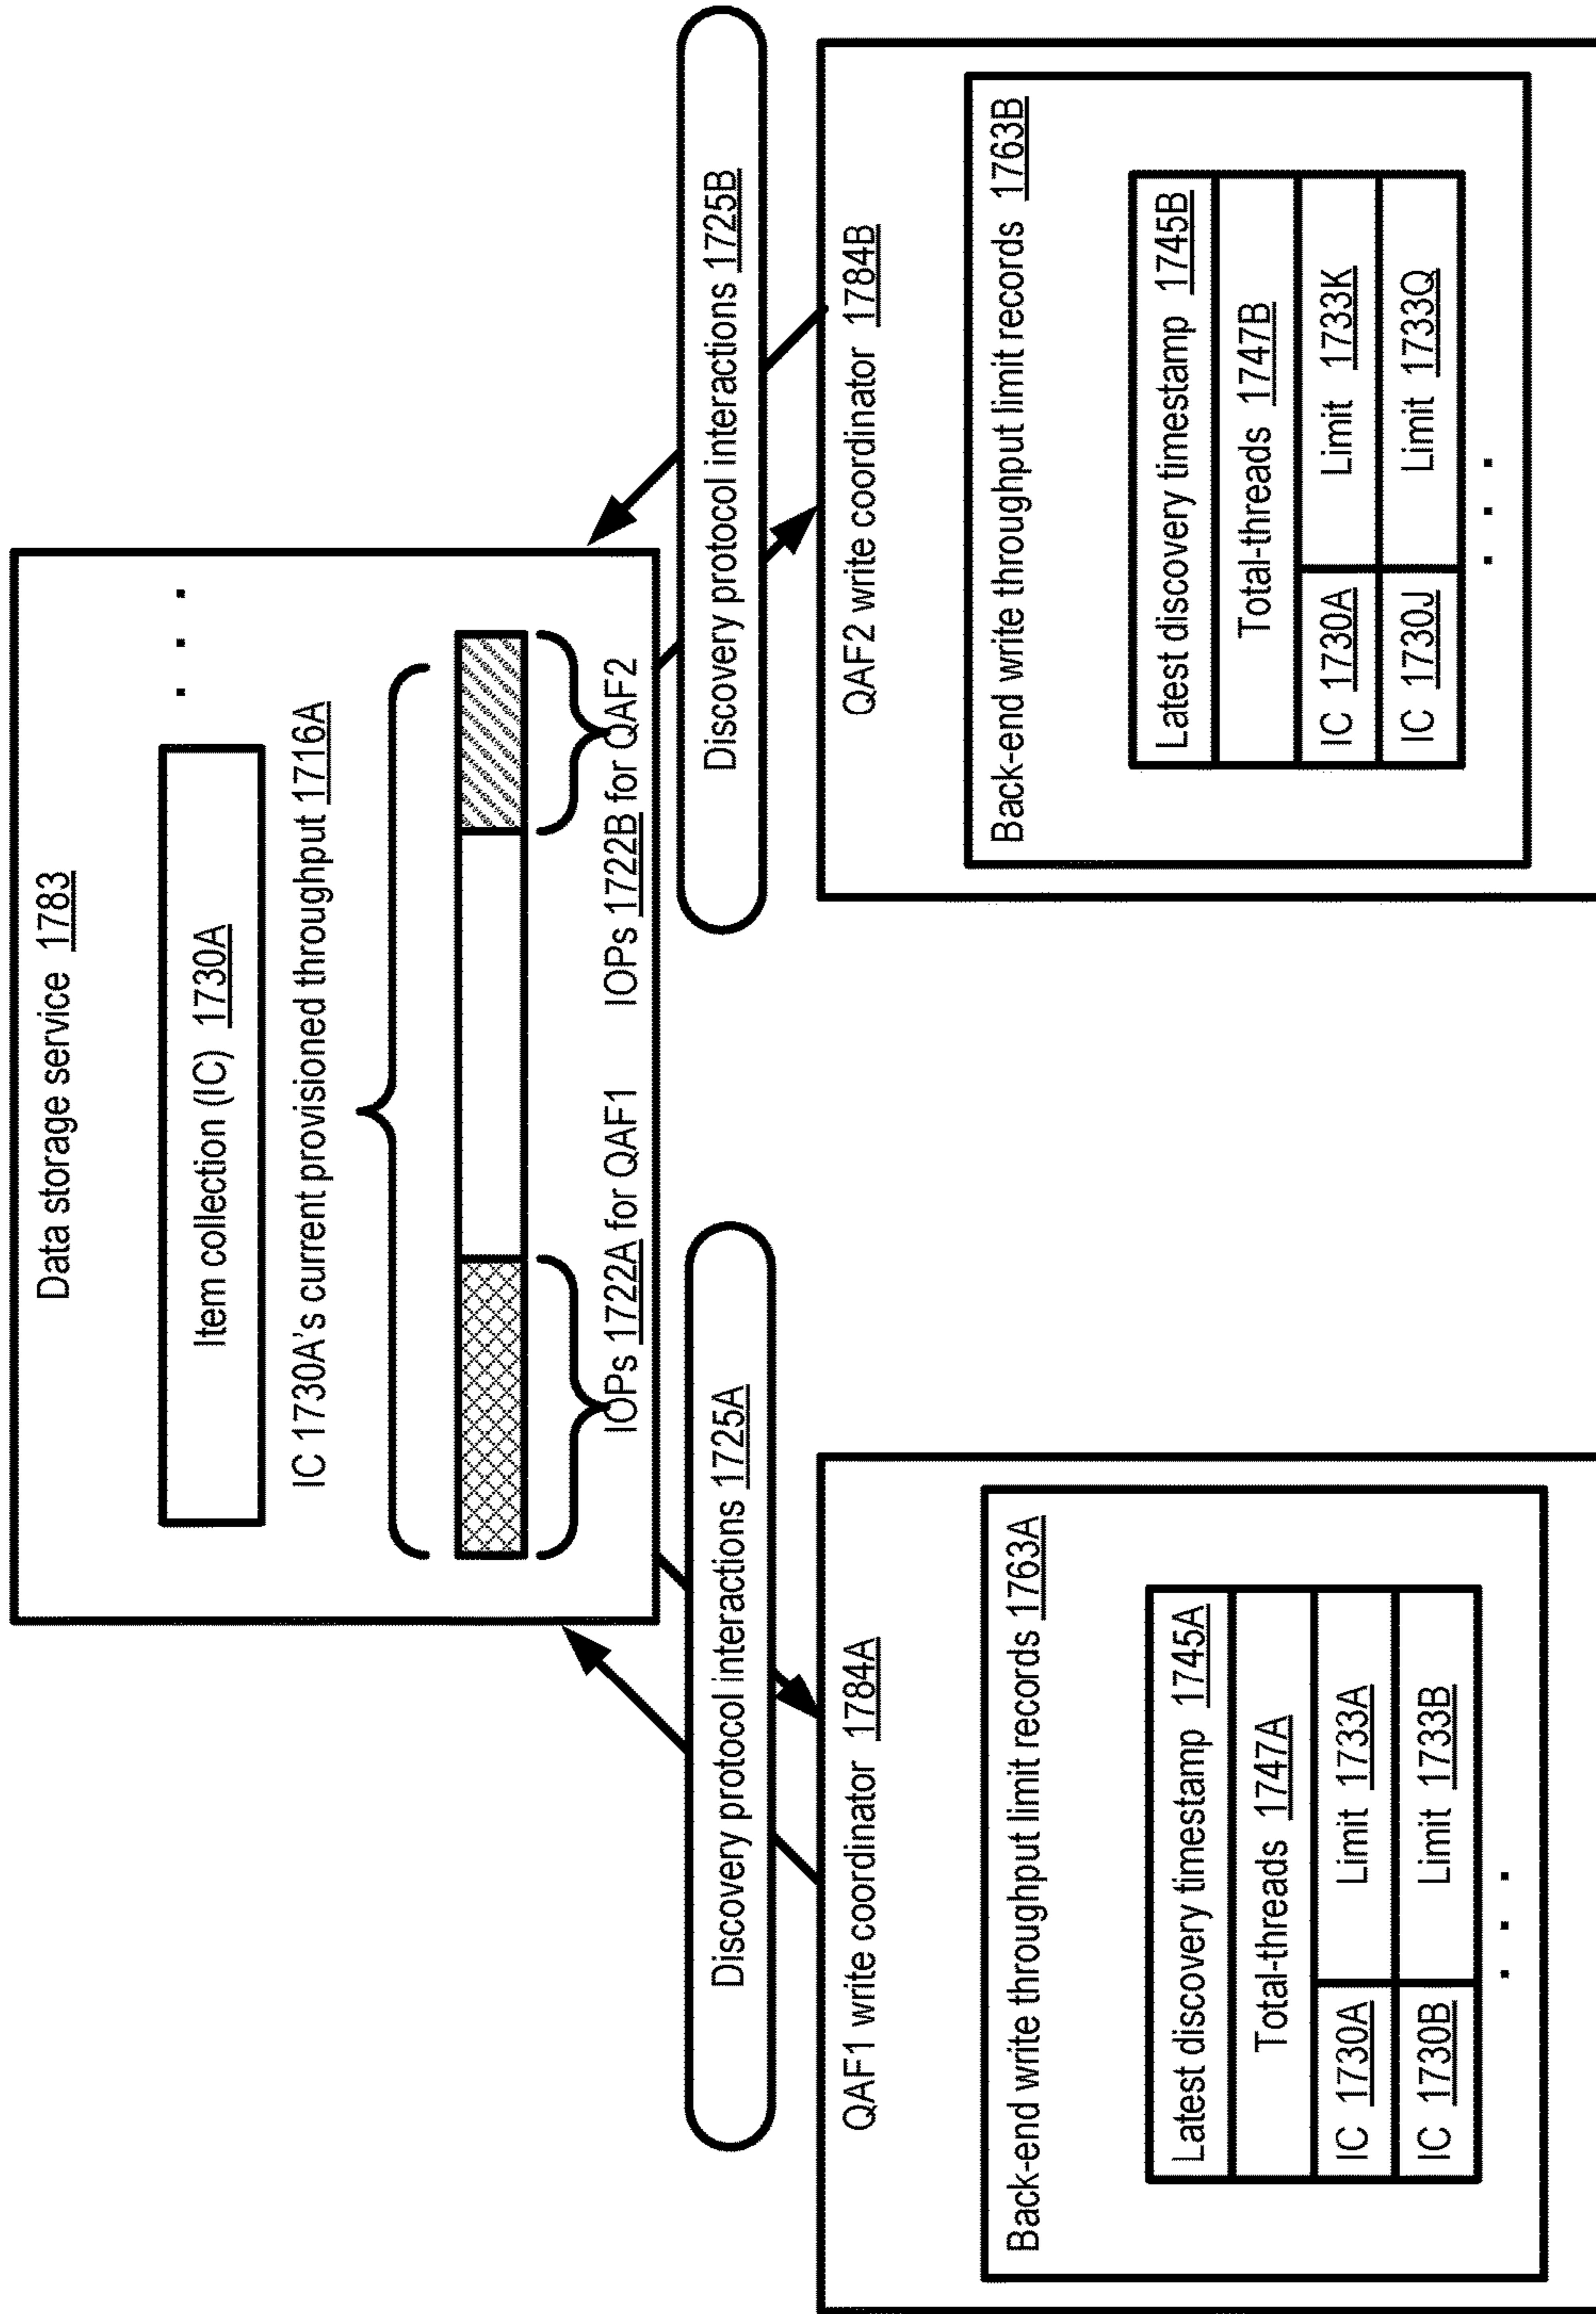 Data storage service 1783
Item collection (IC) 1730A
. . .
IC 1730A's current provisioned throughput 1716A
IOPs 1722A for QAF1
IOPs 1722B for QAF2
Discovery protocol interactions 1725A
Discovery protocol interactions 1725B
QAF1 write coordinator 1784A
Back-end write throughput limit records 1763A
Latest discovery timestamp 1745A
Total-threads 1747A
IC 1730A Limit 1733A
IC 1730B Limit 1733B
. . .
QAF2 write coordinator 1784B
Back-end write throughput limit records 1763B
Latest discovery timestamp 1745B
Total-threads 1747B
IC 1730A Limit 1733K
IC 1730J Limit 1733Q
. . .